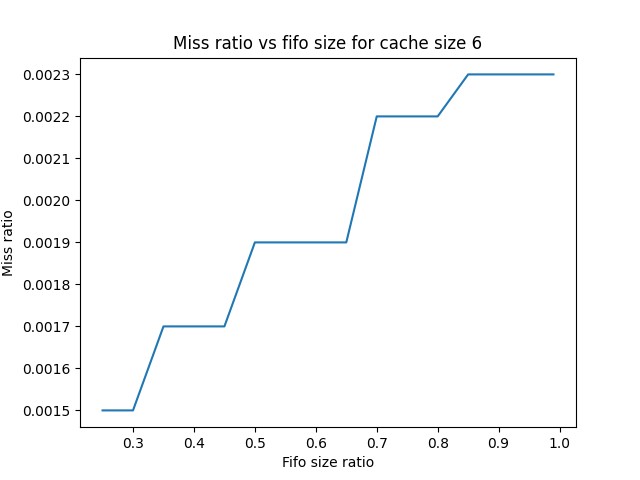 Miss ratio vs fifo size for cache size 6
0.0023
0.0022
0.0021
0.0020
0.0019
0.0018
0.0017
0.0016
0.0015
Miss ratio
0.3 0.4 0.5 0.6 0.7 0.8 0.9 1.0
Fifo size ratio